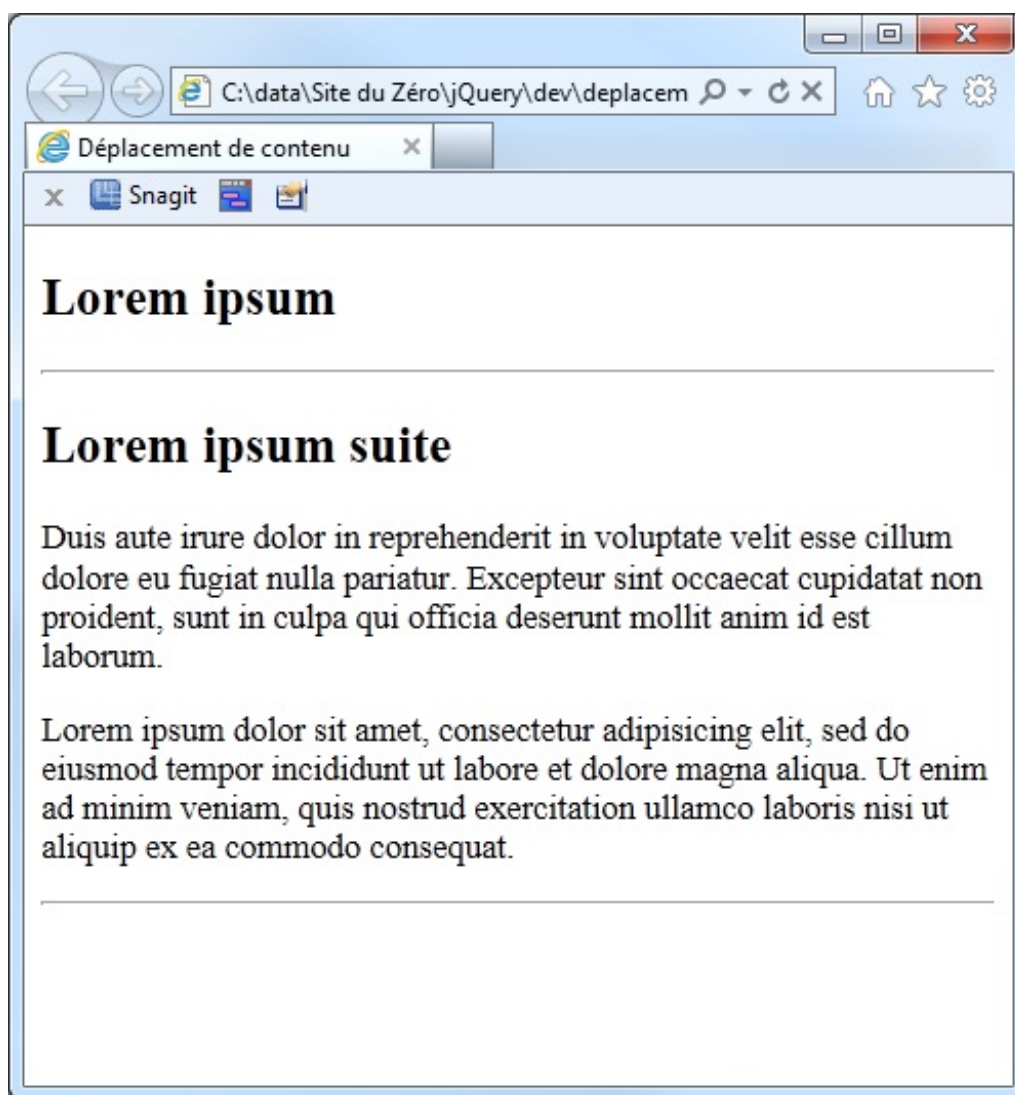 C:\data\Site du Zéro\jQuery\dev\deplacem
Déplacement de contenu
Snagit
Lorem ipsum
Lorem ipsum suite
Duis aute irure dolor in reprehenderit in voluptate velit esse cillum
dolore eu fugiat nulla pariatur. Excepteur sint occaecat cupidatat non
proident, sunt in culpa qui officia deserunt mollit anim id est
laborum.
Lorem ipsum dolor sit amet, consectetur adipisicing elit, sed do
eiusmod tempor incididunt ut labore et dolore magna aliqua. Ut enim
ad minim veniam, quis nostrud exercitation ullamco laboris nisi ut
aliquip ex ea commodo consequat.